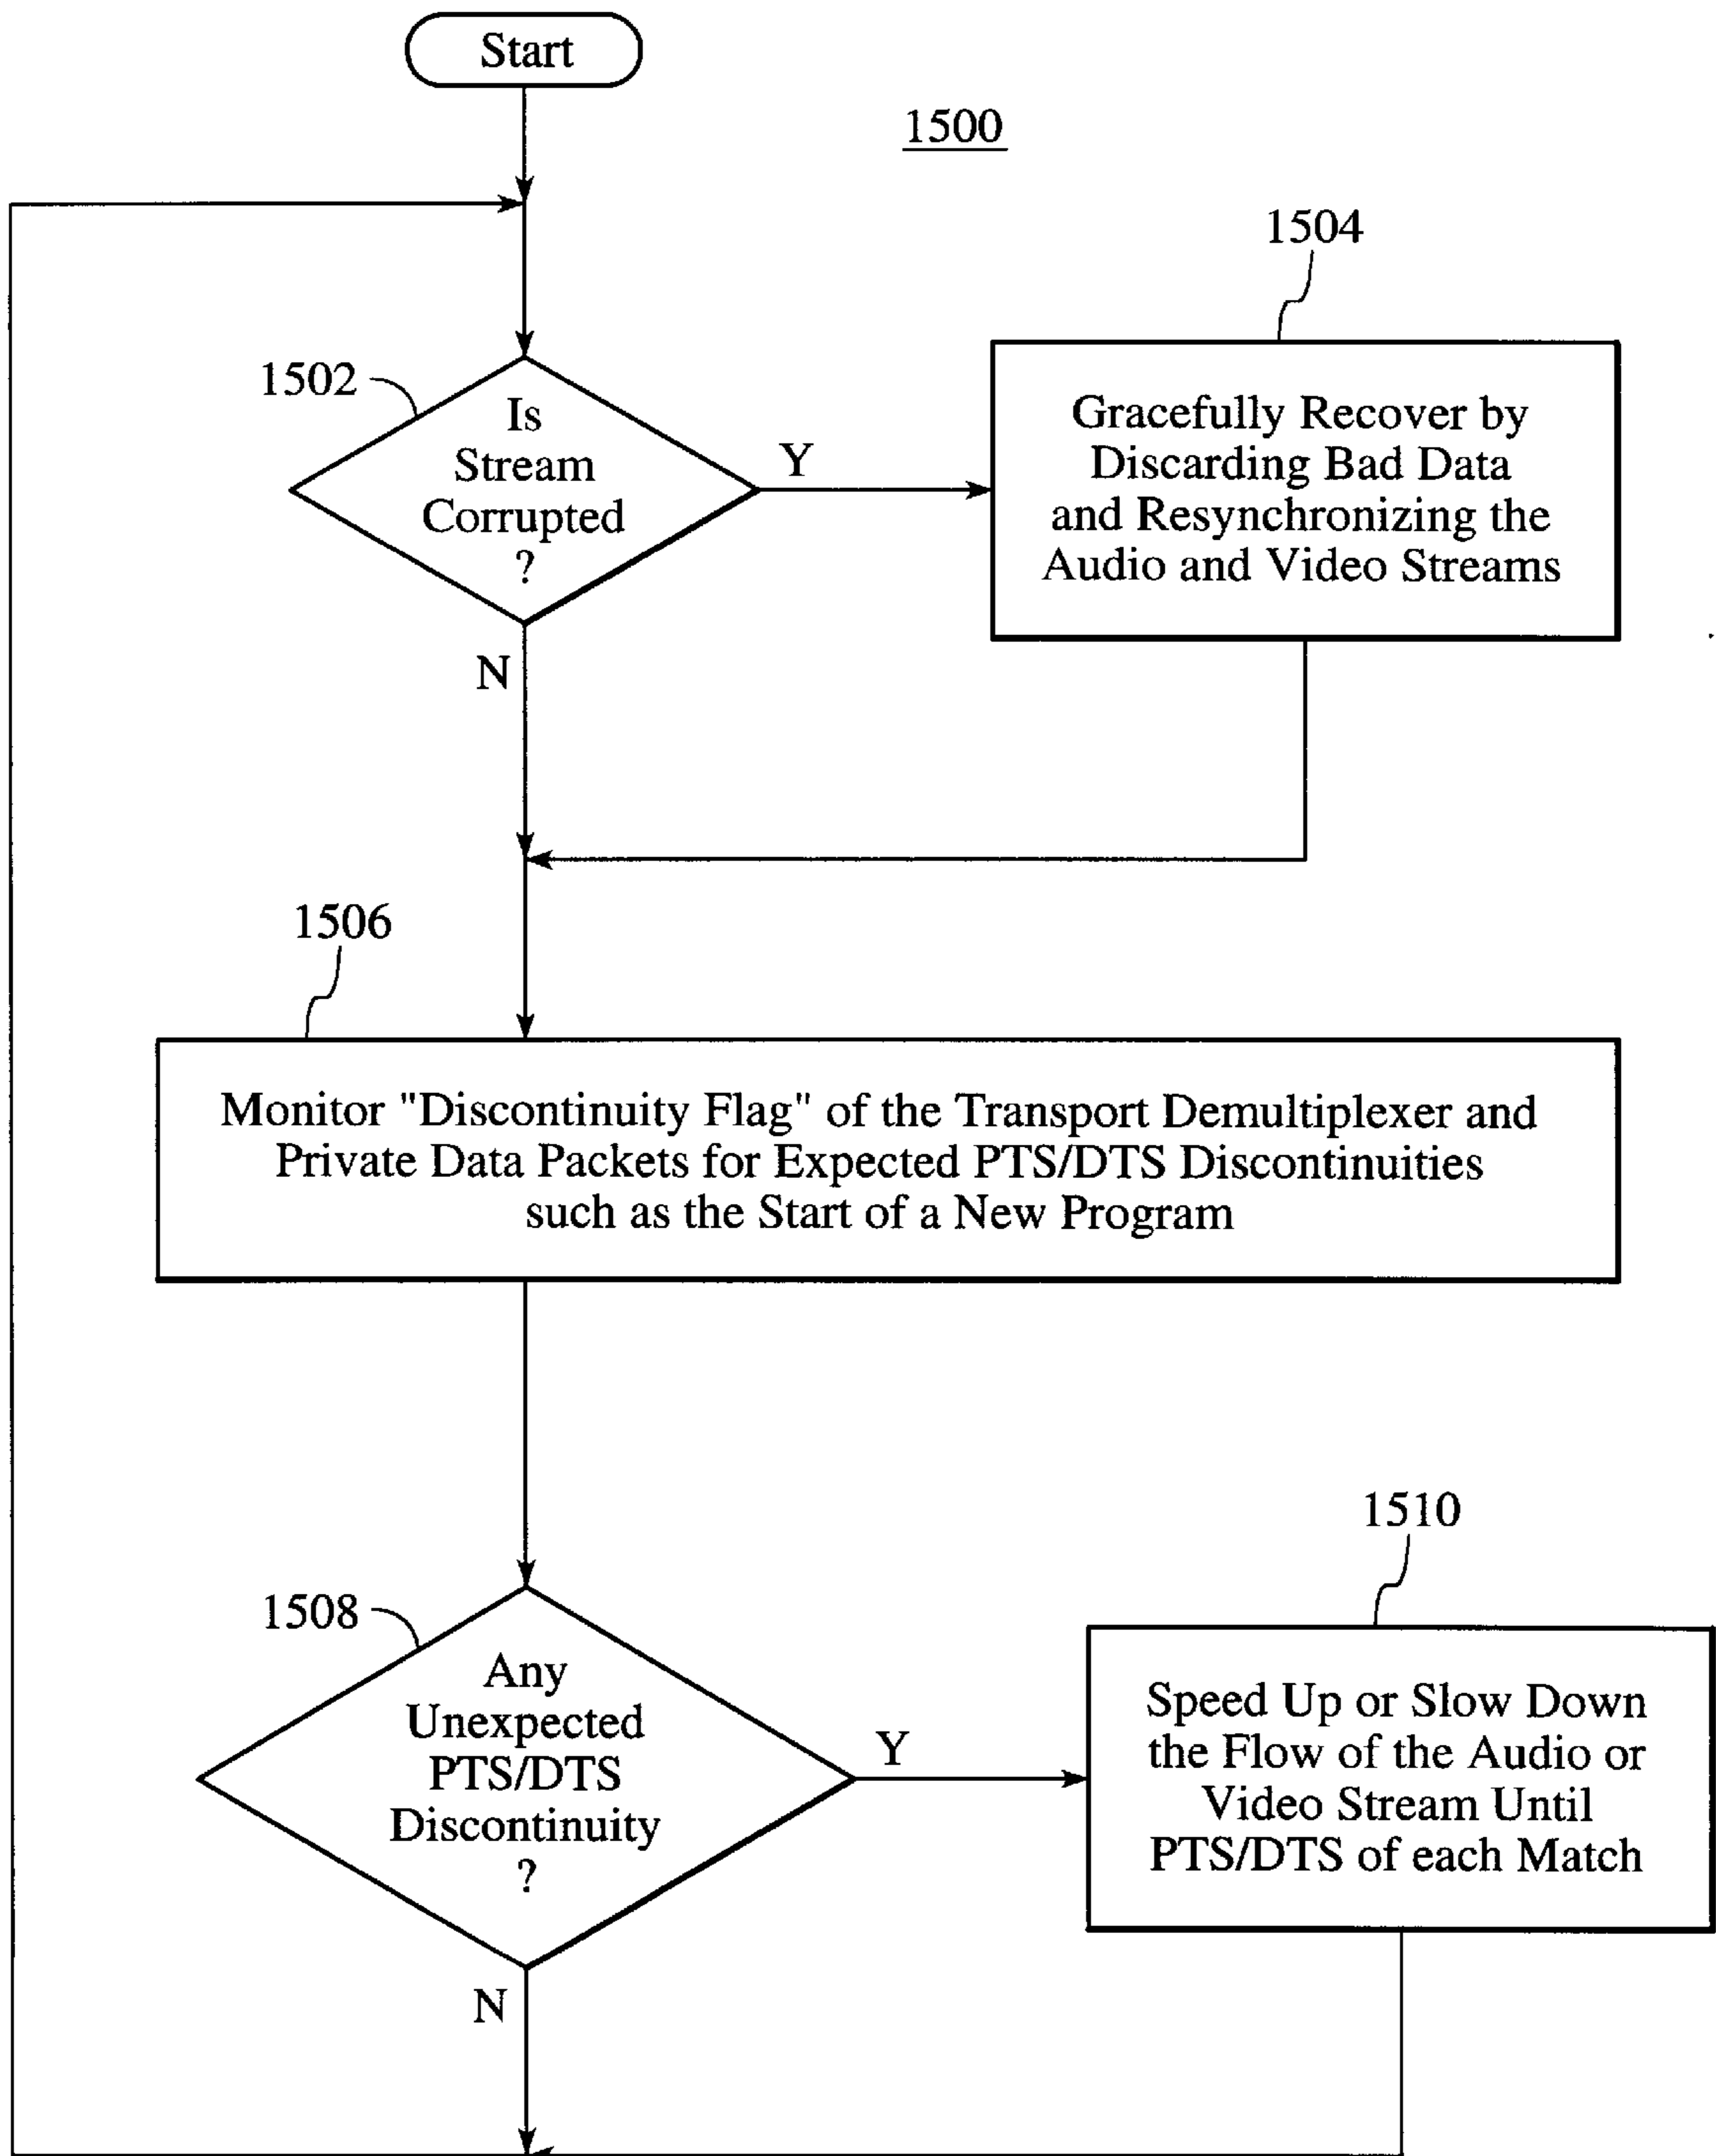 Start
1500
1504
1502
Is
Stream
Corrupted
?
Y
Gracefully Recover by
Discarding Bad Data
and Resynchronizing the
Audio and Video Streams
N
1506
Monitor "Discontinuity Flag" of the Transport Demultiplexer and
Private Data Packets for Expected PTS/DTS Discontinuities
such as the Start of a New Program
1510
1508
Any
Unexpected
PTS/DTS
Discontinuity
?
Y
Speed Up or Slow Down
the Flow of the Audio or
Video Stream Until
PTS/DTS of each Match
N